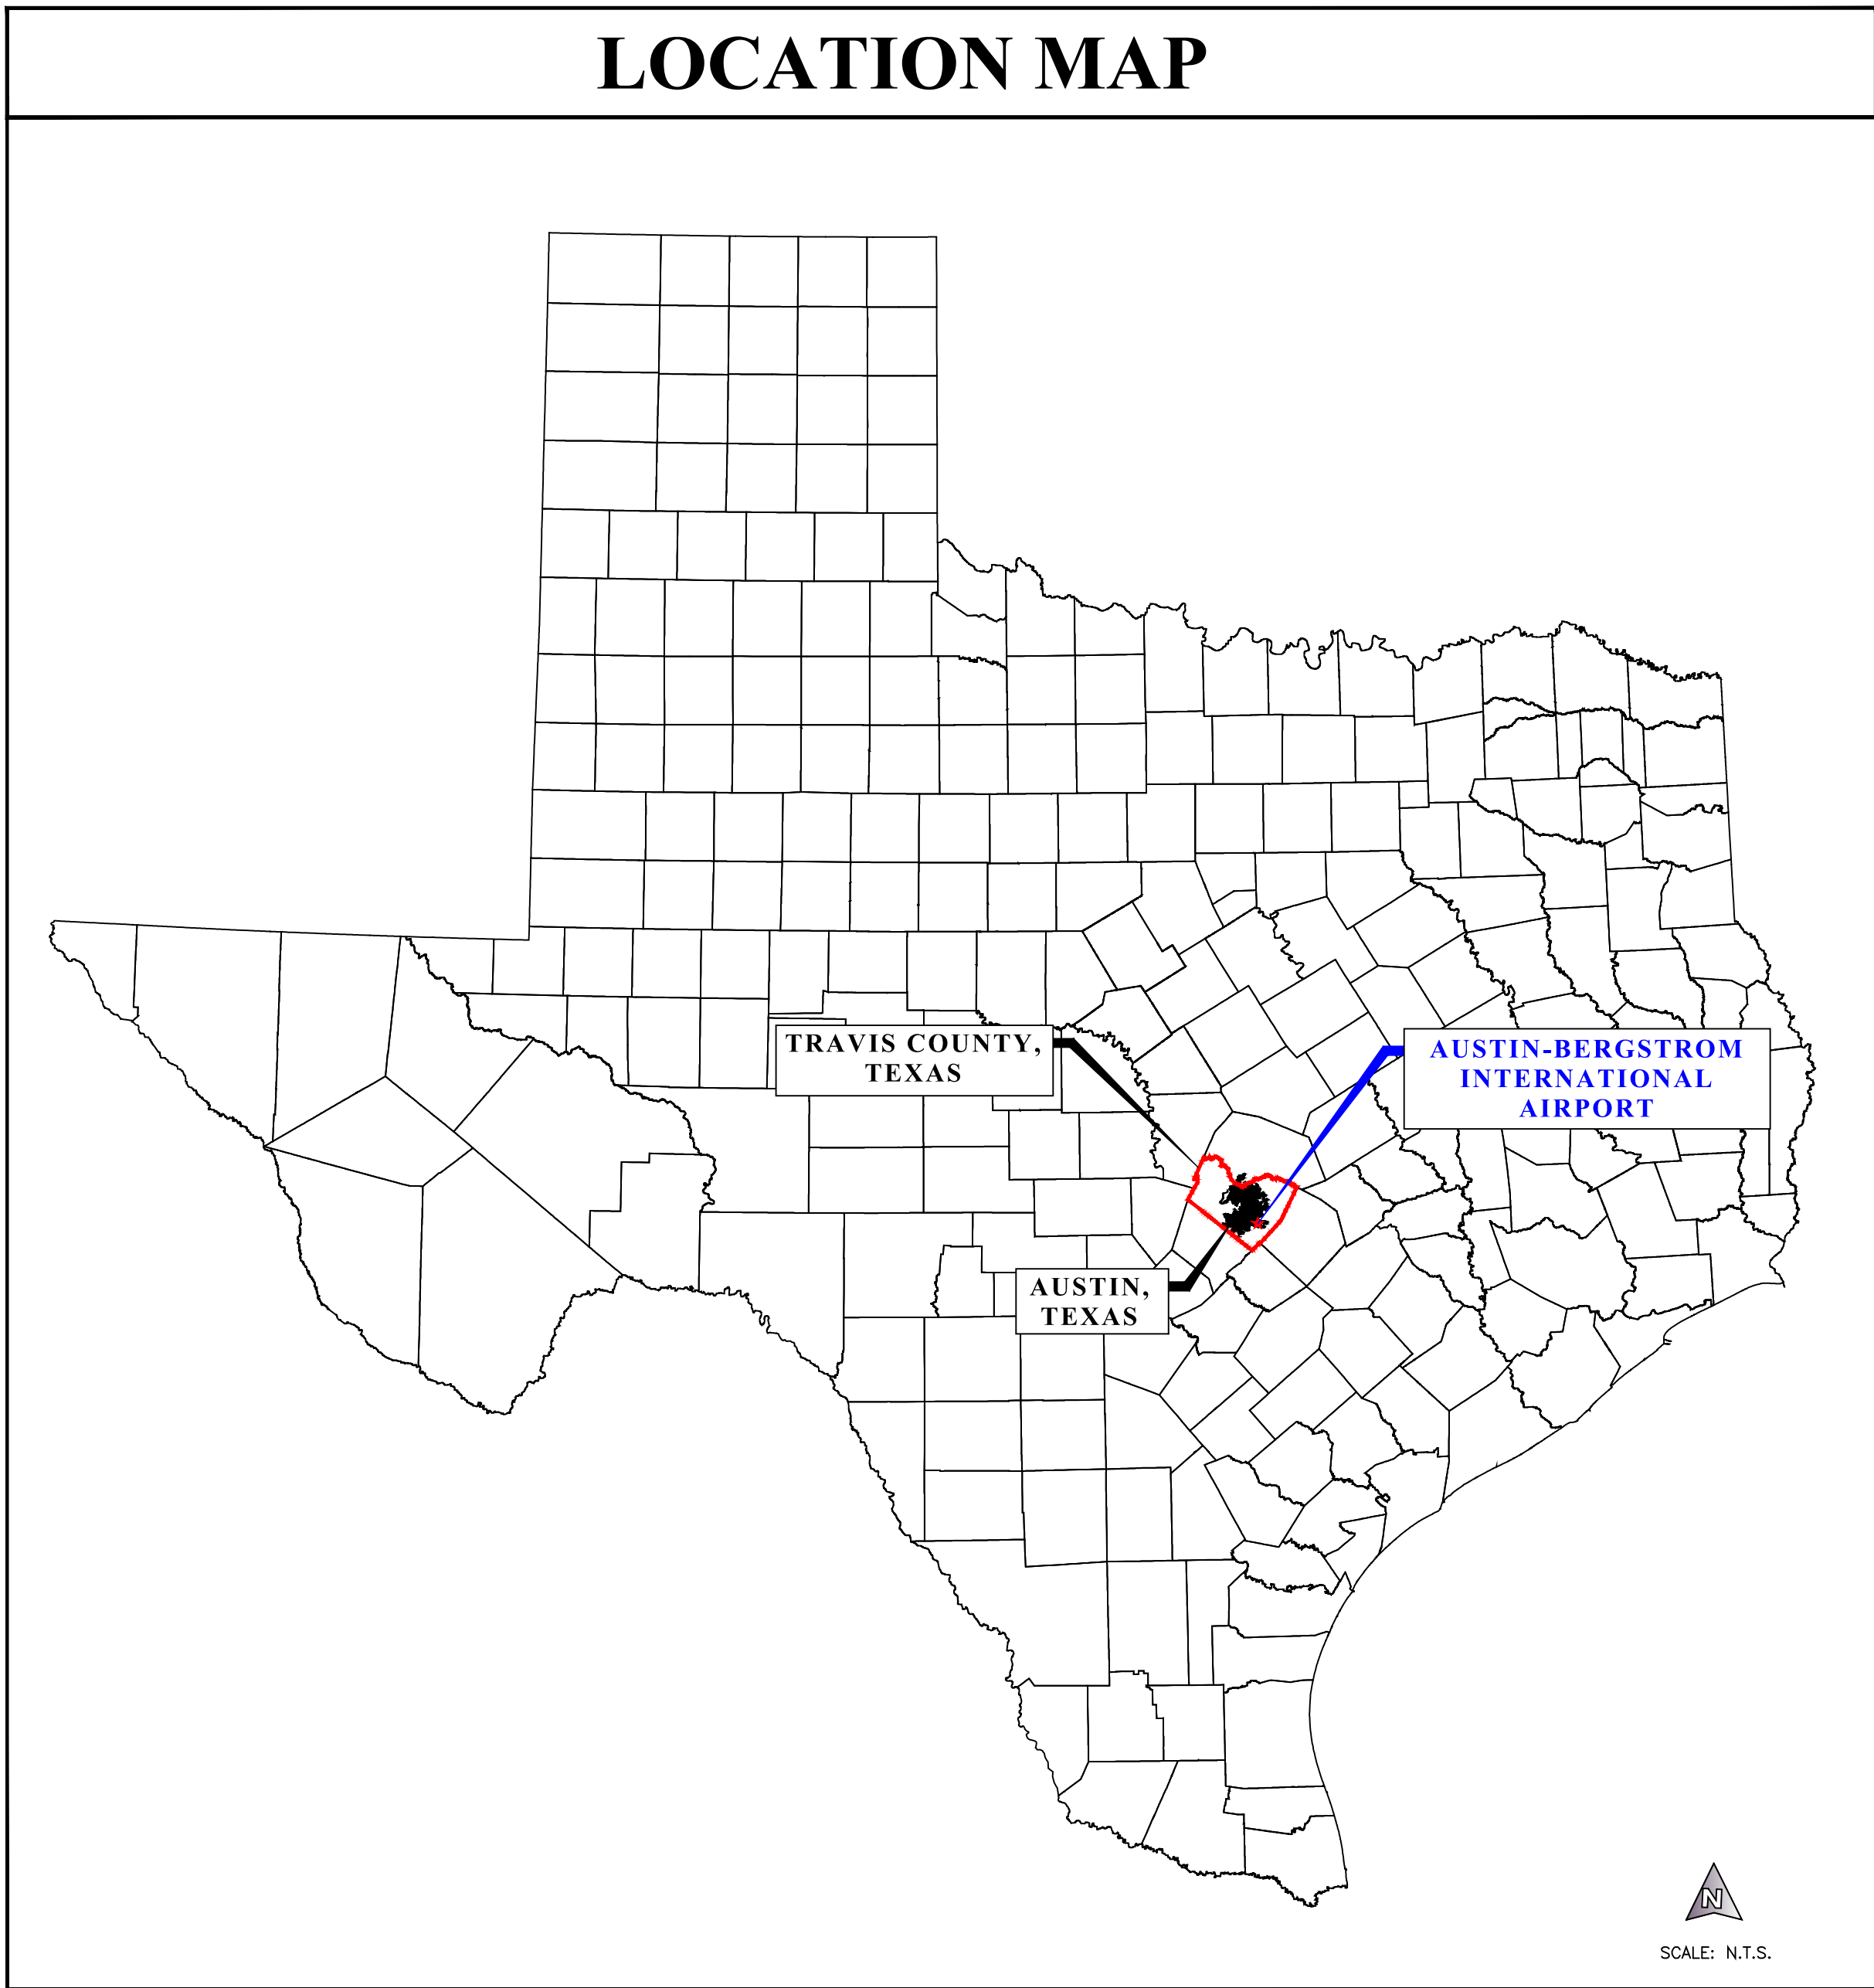 LOCATION MAP
TRAVIS COUNTY,
TEXAS
AUSTIN-BERGSTROM
INTERNATIONAL
AIRPORT
AUSTIN,
TEXAS
N
SCALE: N.T.S.